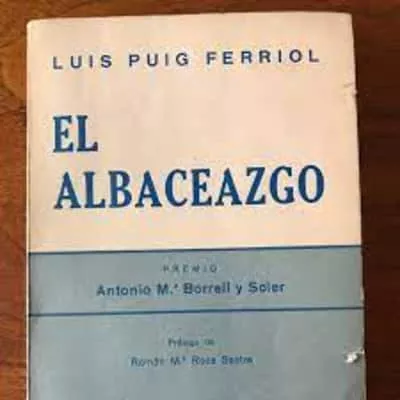 LUIS PUIG FERRIOL
EL
ALBACEAZGO
PREMIO
Antonio M.ª Borrell y Soler
Prólogo de
Ramón M.ª Roca Sastre